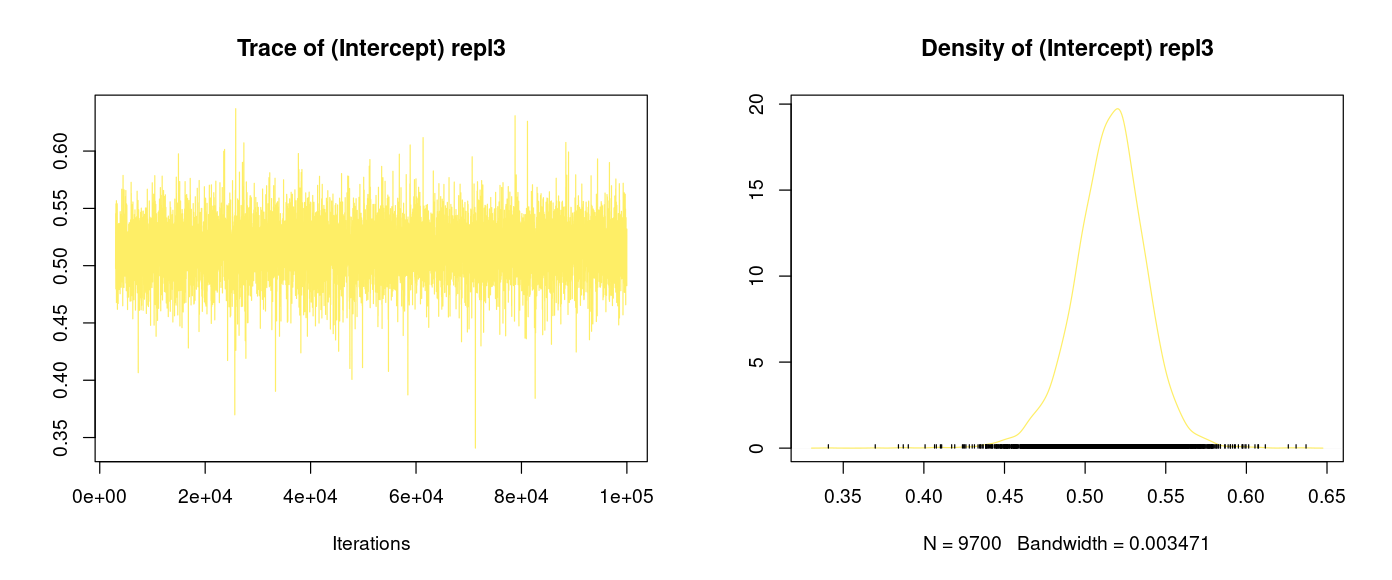 Trace of (Intercept) repl3
0.35 0.40 0.45 0.50 0.55 0.60
0e+00 2e+04 4e+04 6e+04 8e+04 1e+05
Iterations
Density of (Intercept) repl3
0 5 10 15 20
0.35 0.40 0.45 0.50 0.55 0.60 0.65
N = 9700 Bandwidth = 0.003471